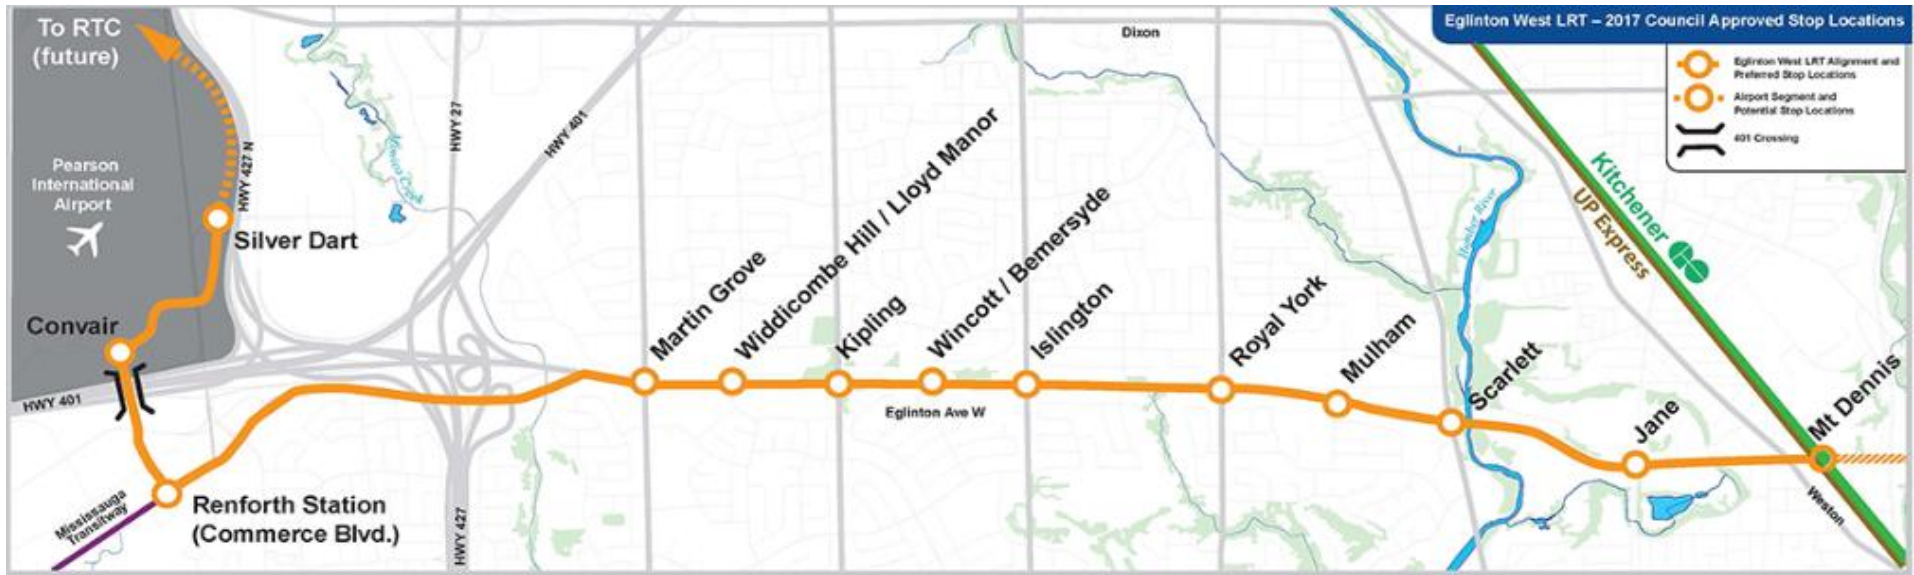 Eglinton West LRT – 2017 Council Approved Stop Locations
Eglinton West LRT Alignment and
Preferred Stop Locations
Airport Segment and
Potential Stop Locations
401 Crossing
To RTC
(future)
Dixon
HWY 27
HWY 401
HWY 427 N
Mimico Creek
Pearson
International
Airport
Silver Dart
Convair
HWY 401
Renforth Station
(Commerce Blvd.)
Mississauga
Transitway
HWY 427
Martin Grove
Widdicombe Hill / Lloyd Manor
Kipling
Wincott / Bemersyde
Islington
Eglinton Ave W
Royal York
Mulham
Scarlett
Humber River
Jane
Mt Dennis
Weston
Kitchener
GO
UP Express